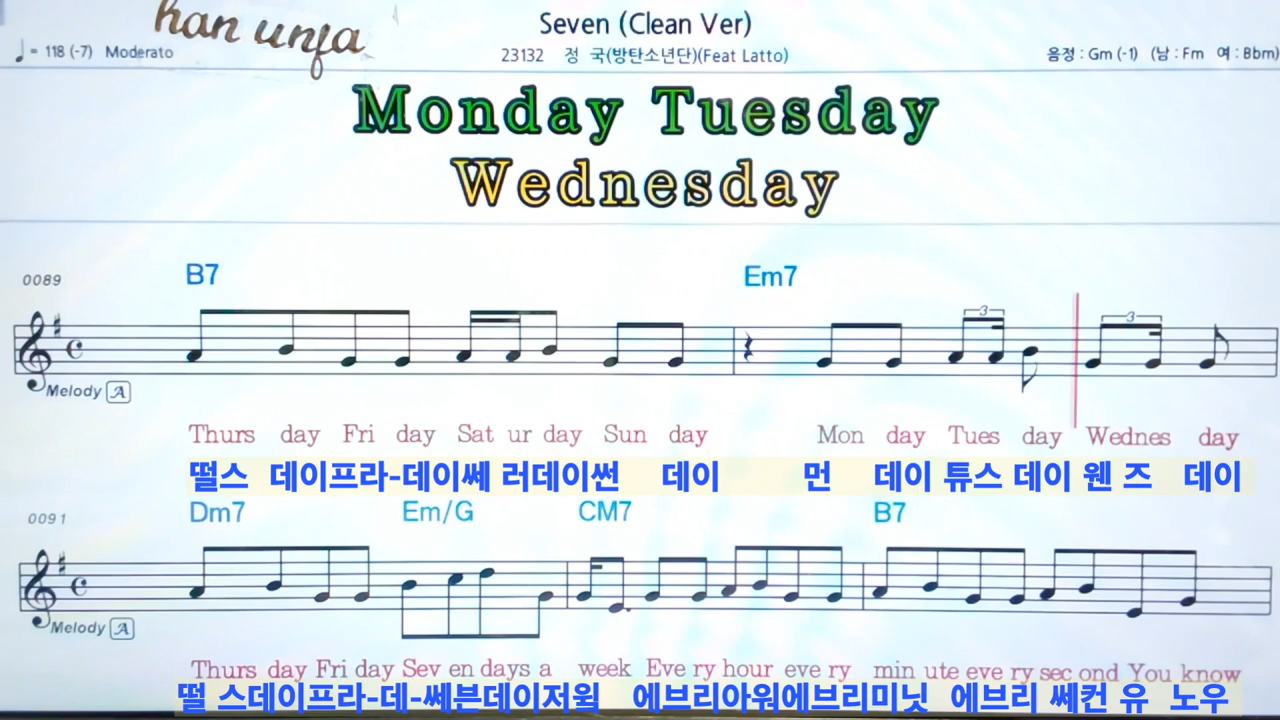 han unja
Seven (Clean Ver)
♩= 118 (-7) Moderato
23132 정 국(방탄소년단)(Feat Latto)
음정 : Gm (-1) (남 : Fm 여 : Bbm)
Monday Tuesday
Wednesday
0089 B7 Em7
3 3
Melody A
Thurs day Fri day Sat ur day Sun day Mon day Tues day Wednes day
떨스 데이프라-데이쎄 러데이썬 데이 먼 데이 튜스 데이 웬 즈 데이
0091 Dm7 Em/G CM7 B7
Melody A
Thurs day Fri day Sev en days a week Eve ry hour eve ry min ute eve ry sec ond You know
떨 스데이프라-데-쎄븐데이저윜 에브리아워에브리미닛 에브리 쎄컨 유 노우